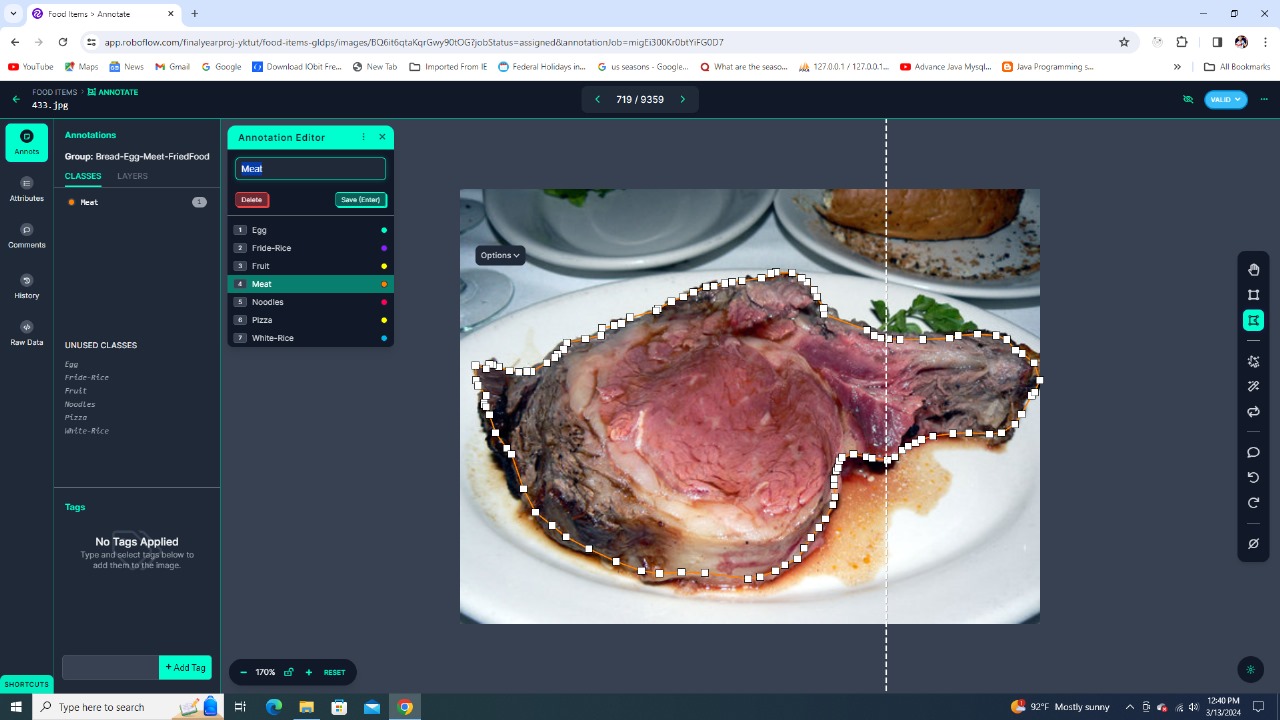 Food Items > Annotate
app.roboflow.com/finalyearproj-yktut/food-items-gldps/images/BO6it6qtaKqrGwy90tOG?jobStatus=assigned&annotationJob=migEi300Kr0btYiFG0D7
YouTube Maps News Gmail Google Download IObit Fre... New Tab Imported From IE Federal Holidays in... us seasons - Google... What are the seaso... 127.0.0.1 / 127.0.0.1... Advance Java Mysql... Java Programming s... » All Bookmarks
FOOD ITEMS > ANNOTATE
433.jpg
719 / 9359
VALID
Annots
Attributes
Comments
History
Raw Data
Annotations
Group: Bread-Egg-Meet-FriedFood
CLASSES LAYERS
Meat 1
UNUSED CLASSES
Egg
Fride-Rice
Fruit
Noodles
Pizza
White-Rice
Tags
No Tags Applied
Type and select tags below to
add them to the image.
+ Add Tag
SHORTCUTS
Annotation Editor
Meat
Delete Save (Enter)
1 Egg
2 Fride-Rice
3 Fruit
4 Meat
5 Noodles
6 Pizza
7 White-Rice
Options
170% RESET
Type here to search
92°F Mostly sunny
12:40 PM
3/13/2024